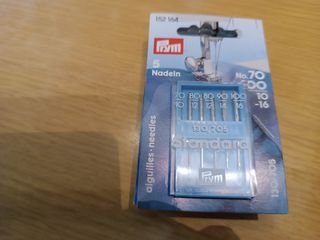 152 164
PRYM
5
Nadeln
No. 70
-100
10
-16
70 80 80 90 100
10 12 12 14 16
130/705
Standard
PRYM
aiguilles · needles
130/705